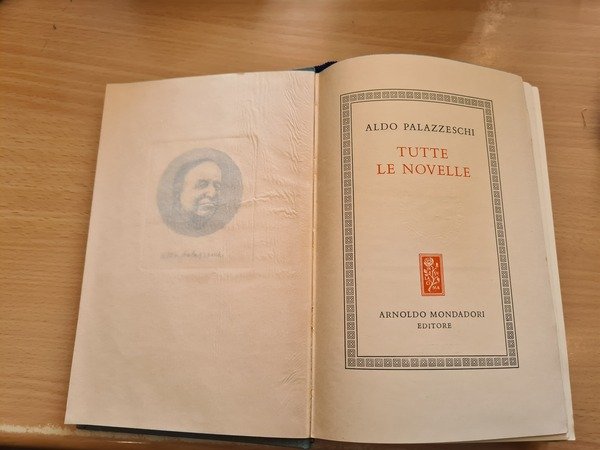 ALDO PALAZZESCHI
TUTTE
LE NOVELLE
ARNOLDO MONDADORI
EDITORE